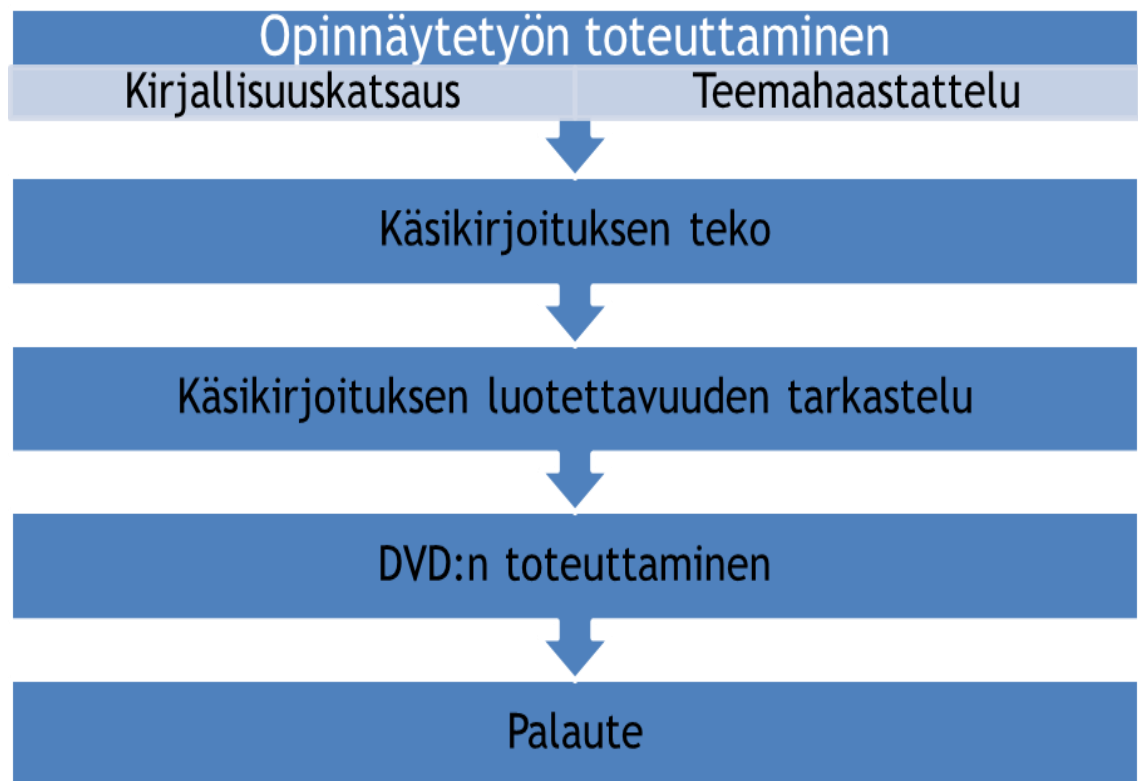 Opinnäytetyön toteuttaminen
Kirjallisuuskatsaus
Teemahaastattelu
Käsikirjoituksen teko
Käsikirjoituksen luotettavuuden tarkastelu
DVD:n toteuttaminen
Palaute